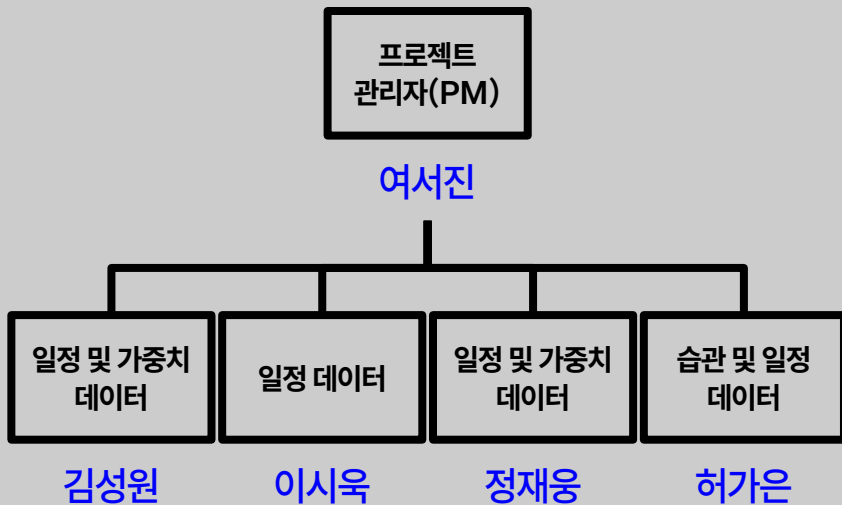 프로젝트
관리자(PM)
여서진
일정 및 가중치
데이터
김성원
일정 데이터
이시욱
일정 및 가중치
데이터
정재웅
습관 및 일정
데이터
허가은